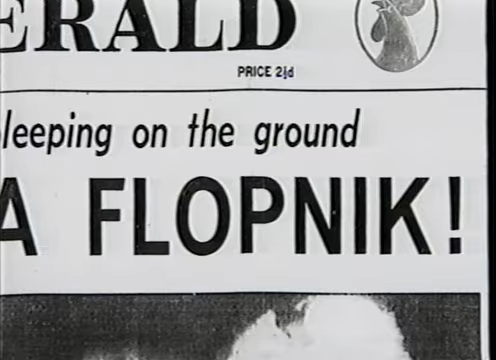 ERALD
PRICE 2½d
leeping on the ground
A FLOPNIK!